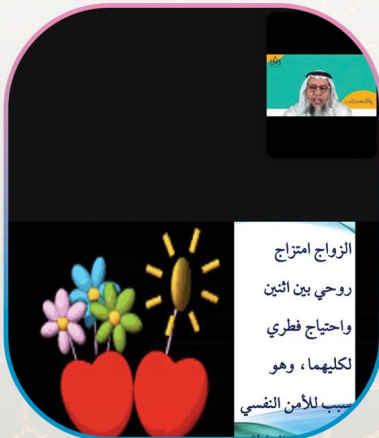 الزواج امتزاج
روحي بين اثنين
واحتياج فطري
لكليهما، وهو
سبب للأمن النفسي